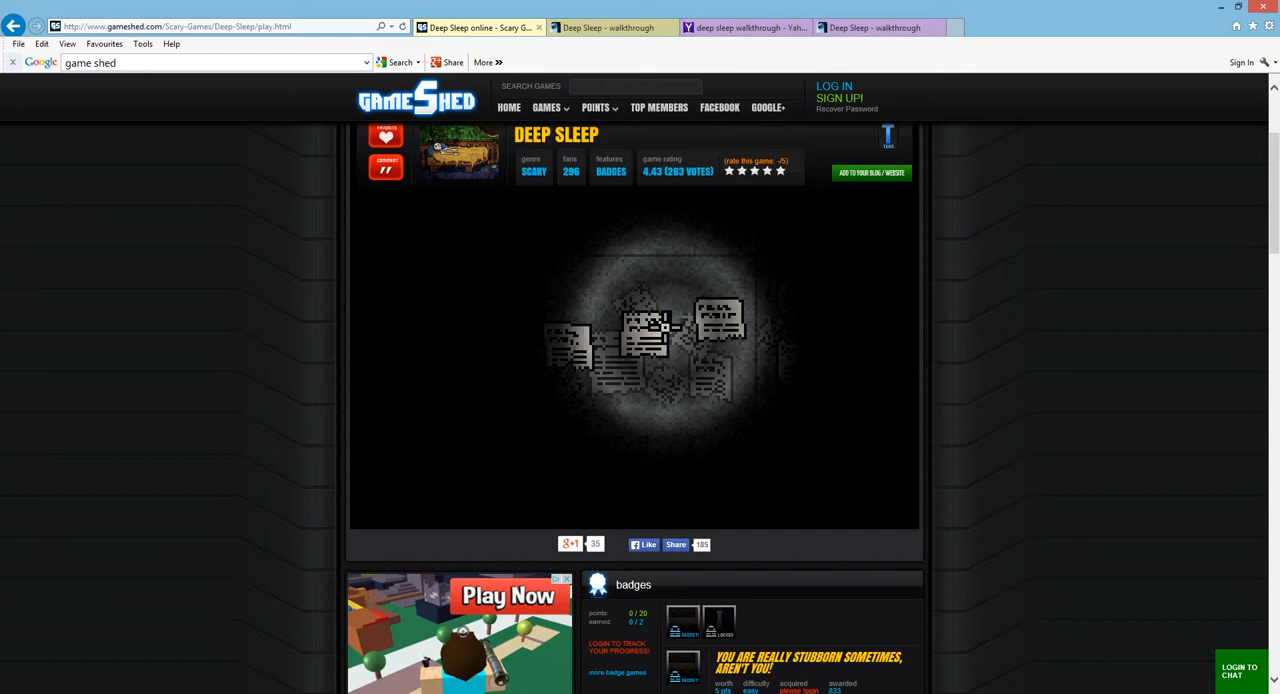 http://www.gameshed.com/Scary-Games/Deep-Sleep/play.html
Deep Sleep online - Scary G...
Deep Sleep - walkthrough
deep sleep walkthrough - Yah...
Deep Sleep - walkthrough
File Edit View Favourites Tools Help
Google game shed Search Share More »
Sign In
GAMESHED
SEARCH GAMES
LOG IN
SIGN UP!
Recover Password
HOME GAMES POINTS TOP MEMBERS FACEBOOK GOOGLE+
FAVORITE
COMMENT
DEEP SLEEP
genre
SCARY
fans
296
features
BADGES
game rating
4.43 (263 VOTES)
(rate this game: -/5)
T
TEEN
ADD TO YOUR BLOG / WEBSITE
g+1 35
Like Share 185
Play Now
badges
points: 0 / 20
earned: 0 / 2
LOGIN TO TRACK
YOUR PROGRESS!
more badge games
SECRET!
LOCKED
SECRET!
YOU ARE REALLY STUBBORN SOMETIMES,
AREN'T YOU!
worth difficulty acquired awarded
5 pts easy please login 833
LOGIN TO
CHAT